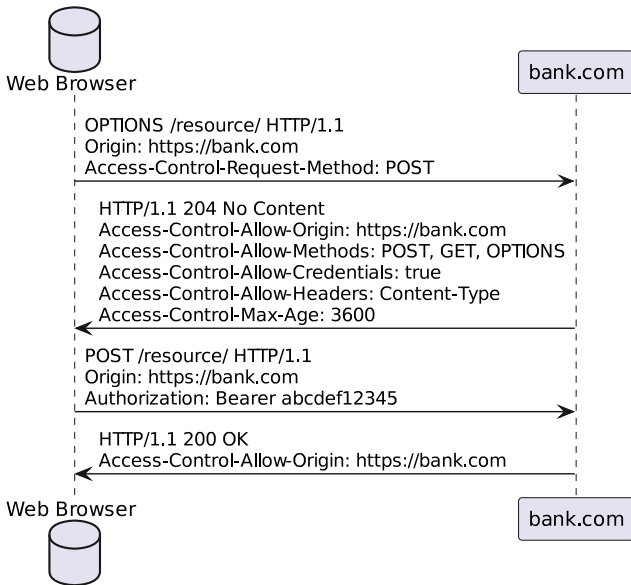 Web Browser
bank.com
OPTIONS /resource/ HTTP/1.1
Origin: https://bank.com
Access-Control-Request-Method: POST
HTTP/1.1 204 No Content
Access-Control-Allow-Origin: https://bank.com
Access-Control-Allow-Methods: POST, GET, OPTIONS
Access-Control-Allow-Credentials: true
Access-Control-Allow-Headers: Content-Type
Access-Control-Max-Age: 3600
POST /resource/ HTTP/1.1
Origin: https://bank.com
Authorization: Bearer abcdef12345
HTTP/1.1 200 OK
Access-Control-Allow-Origin: https://bank.com
Web Browser
bank.com